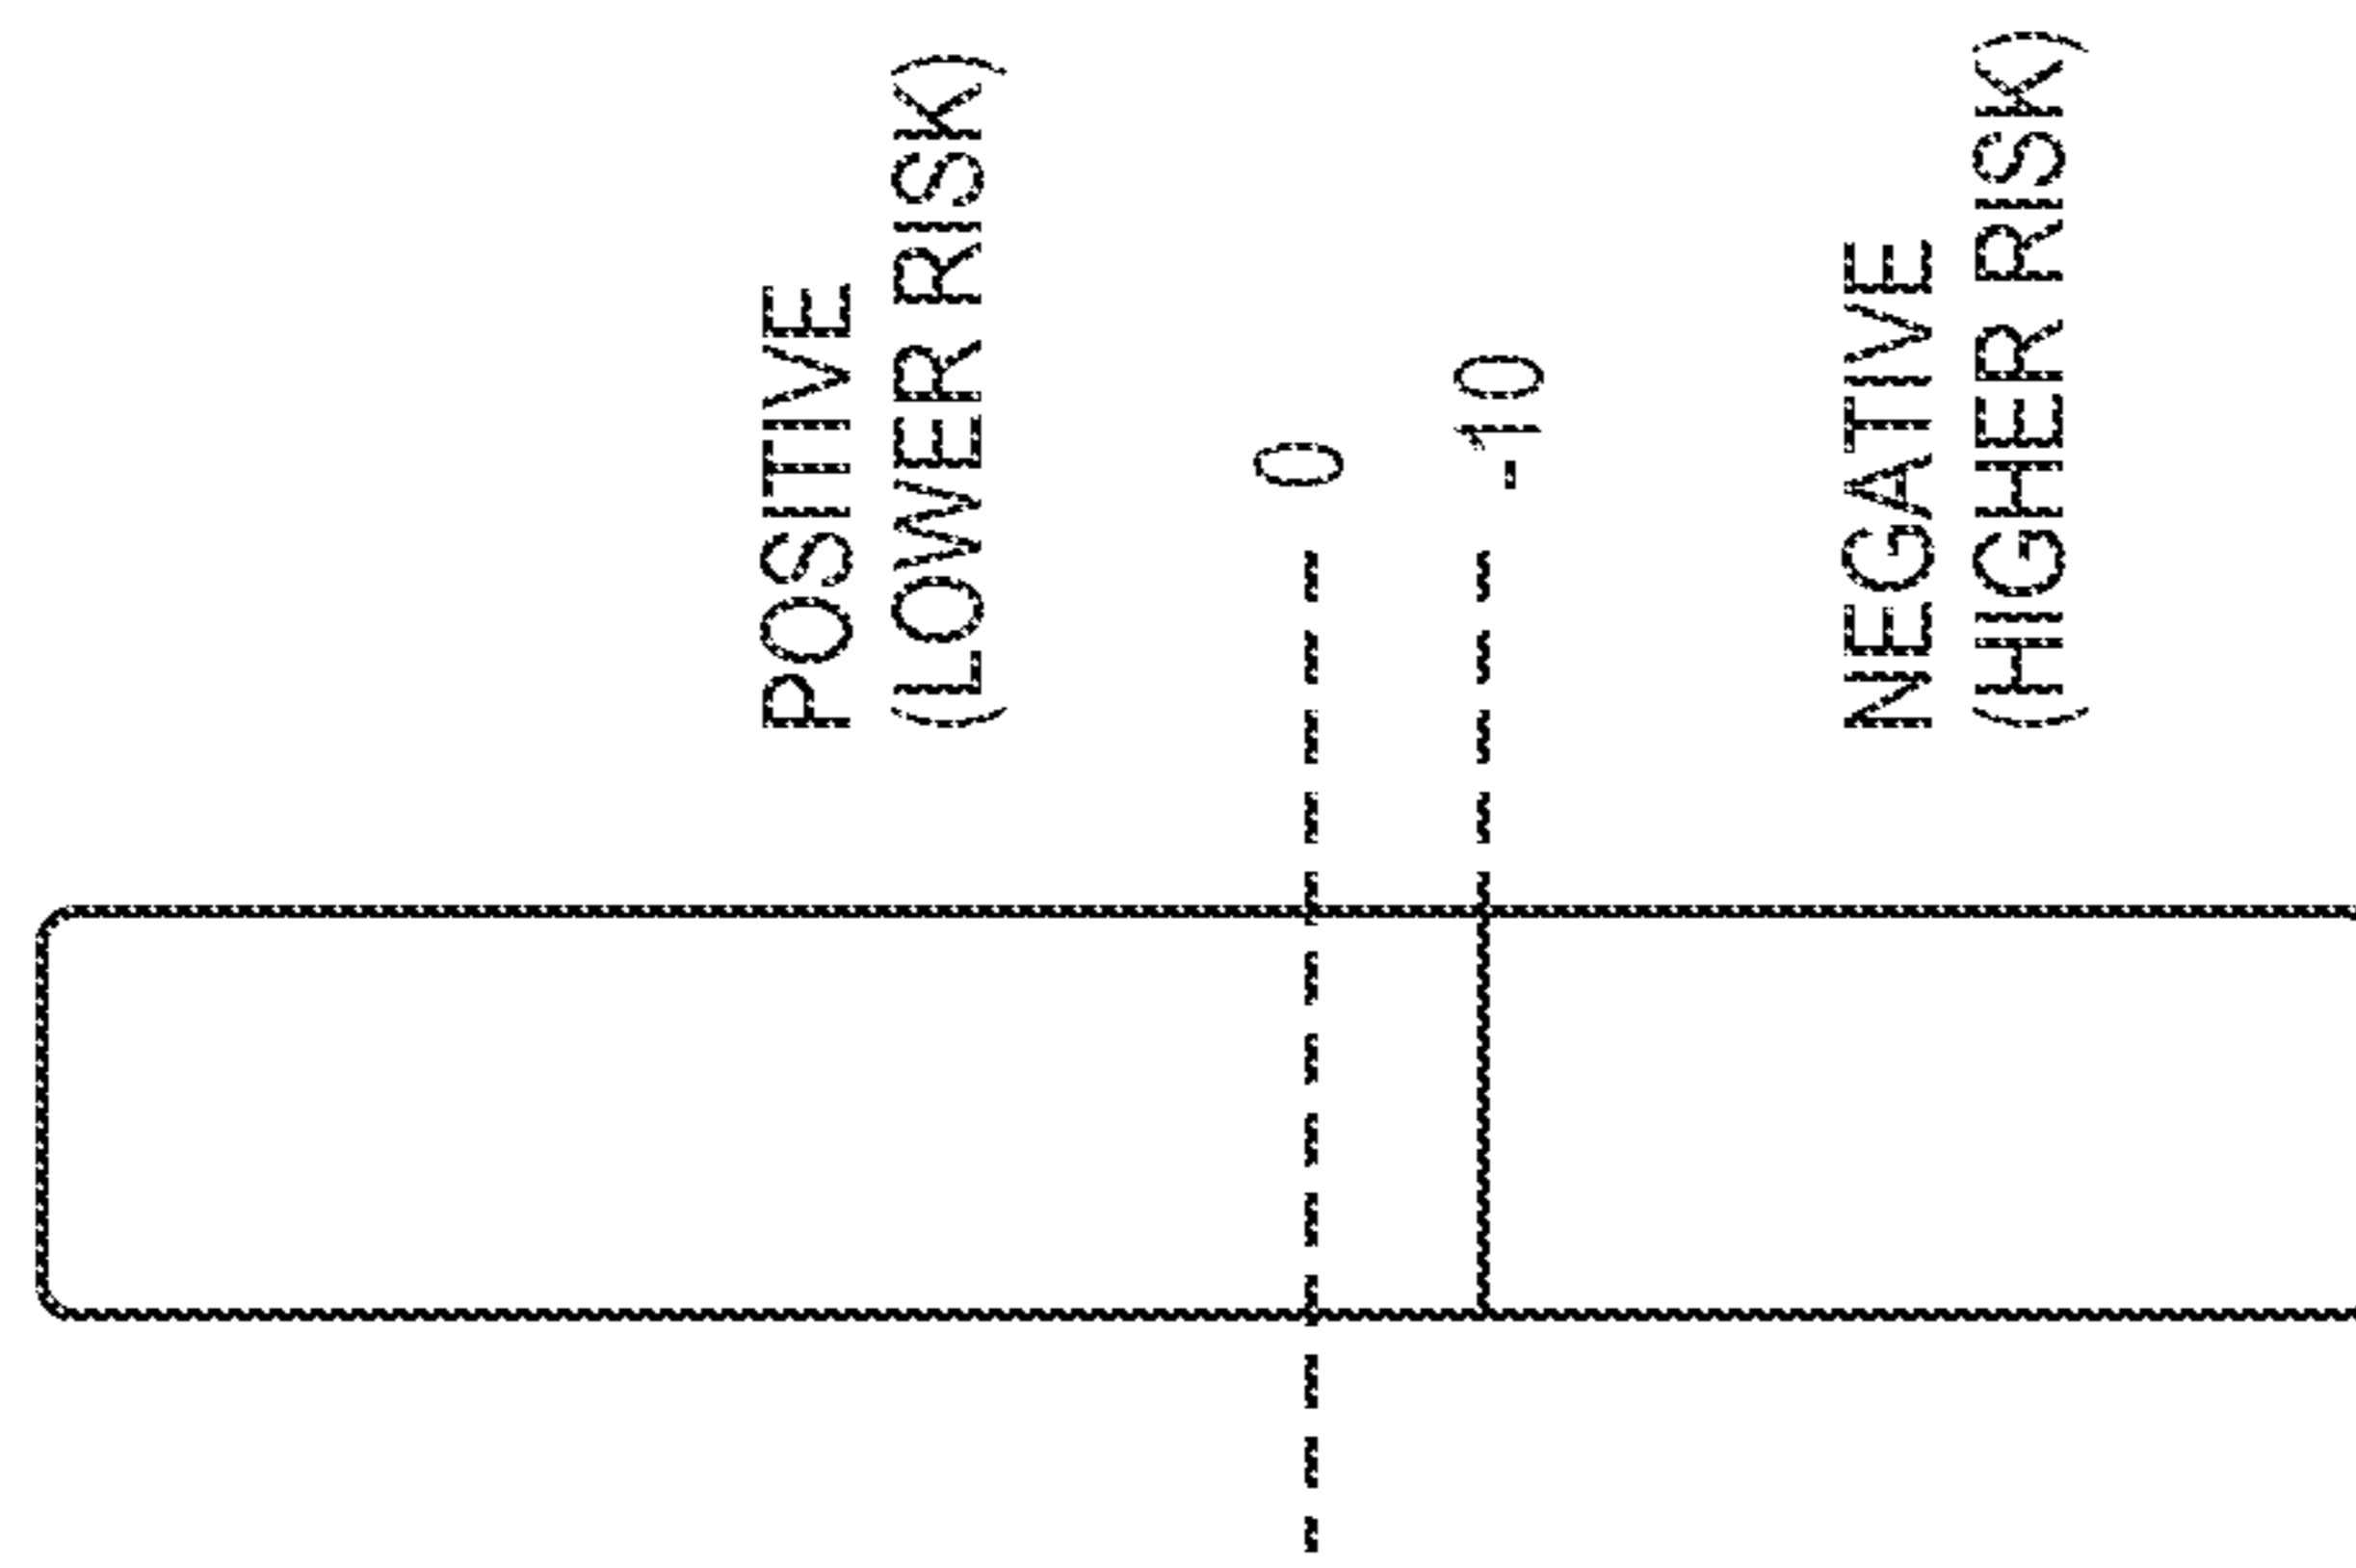 POSITIVE
(LOWER RISK)
0
-10
NEGATIVE
(HIGHER RISK)